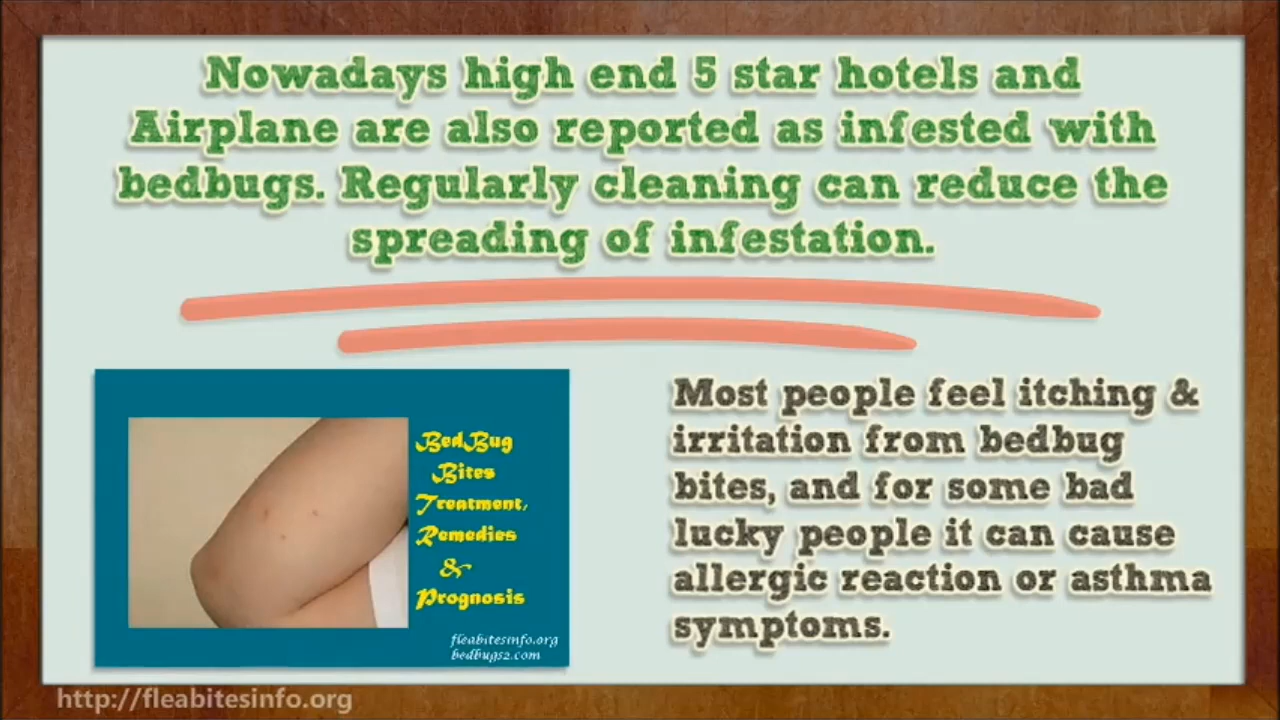 Nowadays high end 5 star hotels and
Airplane are also reported as infested with
bedbugs. Regularly cleaning can reduce the
spreading of infestation.
BedBug
Bites
Treatment,
Remedies
&
Prognosis
fleabitesinfo.org
bedbugs2.com
Most people feel itching &
irritation from bedbug
bites, and for some bad
lucky people it can cause
allergic reaction or asthma
symptoms.
http://fleabitesinfo.org